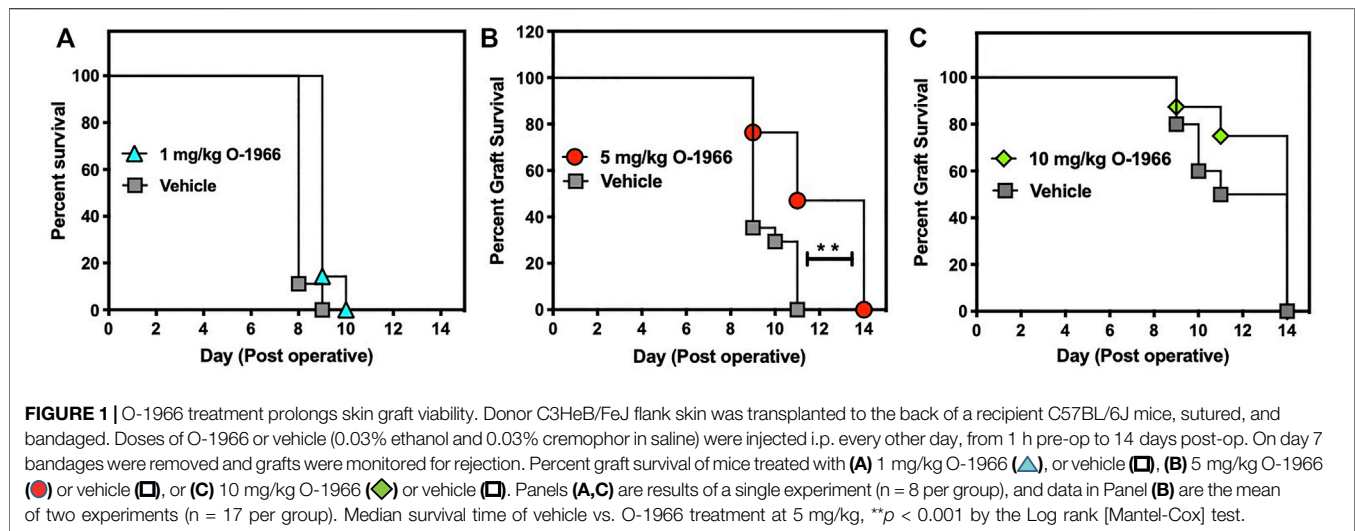 A
B
C
Percent survival
100
80
60
40
20
0
1 mg/kg O-1966
Vehicle
0 2 4 6 8 10 12 14
Day (Post operative)
Percent Graft Survival
120
100
80
60
40
20
0
5 mg/kg O-1966
Vehicle
**
0 2 4 6 8 10 12 14
Day (Post operative)
Percent Graft Survival
100
80
60
40
20
0
10 mg/kg O-1966
Vehicle
0 2 4 6 8 10 12 14
Day (Post operative)
FIGURE 1 | O-1966 treatment prolongs skin graft viability. Donor C3HeB/FeJ flank skin was transplanted to the back of a recipient C57BL/6J mice, sutured, and
bandaged. Doses of O-1966 or vehicle (0.03% ethanol and 0.03% cremophor in saline) were injected i.p. every other day, from 1 h pre-op to 14 days post-op. On day 7
bandages were removed and grafts were monitored for rejection. Percent graft survival of mice treated with (A) 1 mg/kg O-1966 (▲), or vehicle (□), (B) 5 mg/kg O-1966
(●) or vehicle (□), or (C) 10 mg/kg O-1966 (◆) or vehicle (□). Panels (A,C) are results of a single experiment (n = 8 per group), and data in Panel (B) are the mean
of two experiments (n = 17 per group). Median survival time of vehicle vs. O-1966 treatment at 5 mg/kg, **p < 0.001 by the Log rank [Mantel-Cox] test.